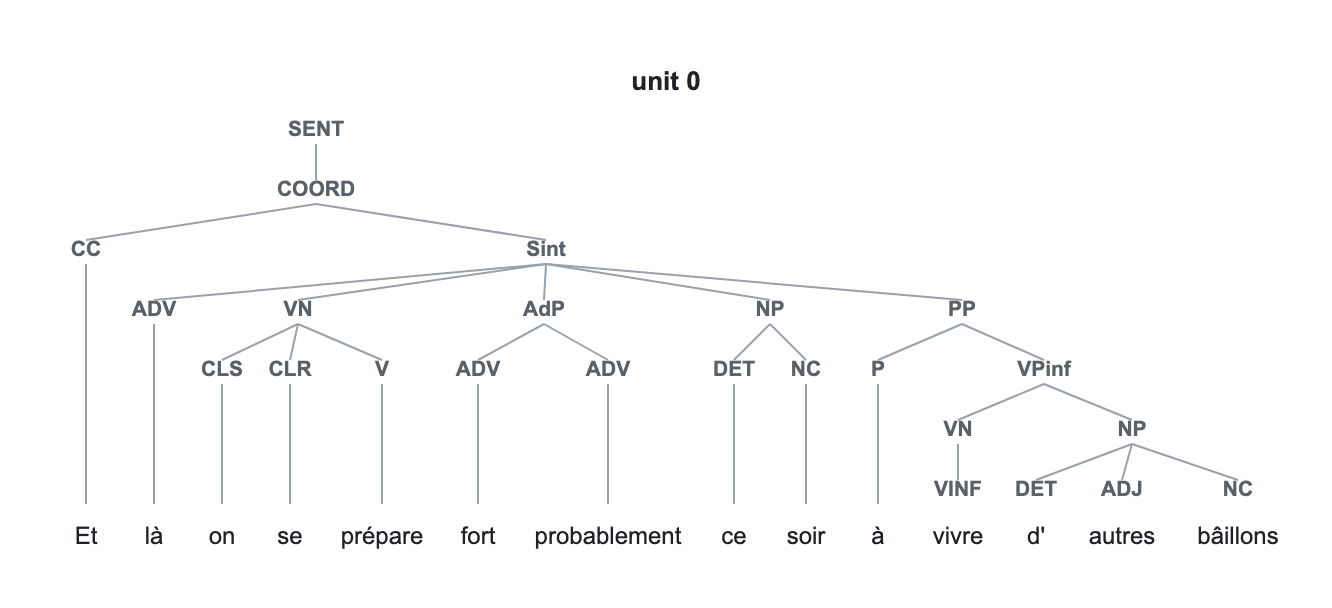 unit 0
SENT
COORD
CC Sint
ADV VN AdP NP PP
CLS CLR V ADV ADV DET NC P VPinf
VN NP
VINF DET ADJ NC
Et là on se prépare fort probablement ce soir à vivre d' autres bâillons